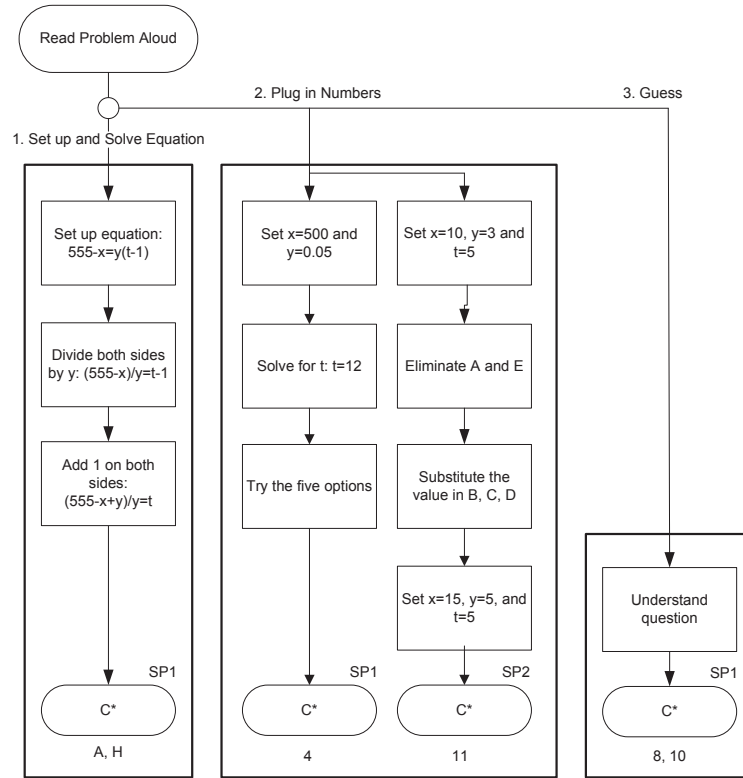 Read Problem Aloud
2. Plug in Numbers
3. Guess
1. Set up and Solve Equation
Set up equation:
555-x=y(t-1)
Divide both sides
by y: (555-x)/y=t-1
Add 1 on both
sides:
(555-x+y)/y=t
SP1
C*
A, H
Set x=500 and
y=0.05
Solve for t: t=12
Try the five options
SP1
C*
4
Set x=10, y=3 and
t=5
Eliminate A and E
Substitute the
value in B, C, D
Set x=15, y=5, and
t=5
SP2
C*
11
Understand
question
SP1
C*
8, 10